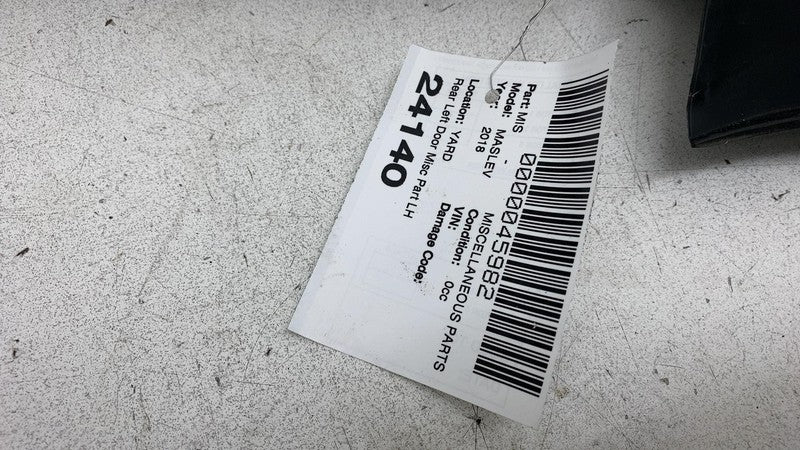 0000045982
Part: MIS - MISCELLANEOUS PARTS
Model: MASLEV Condition: 0cc
Year: 2018 VIN:
Location: YARD Damage Code:
Rear Left Door Misc Part LH
24140